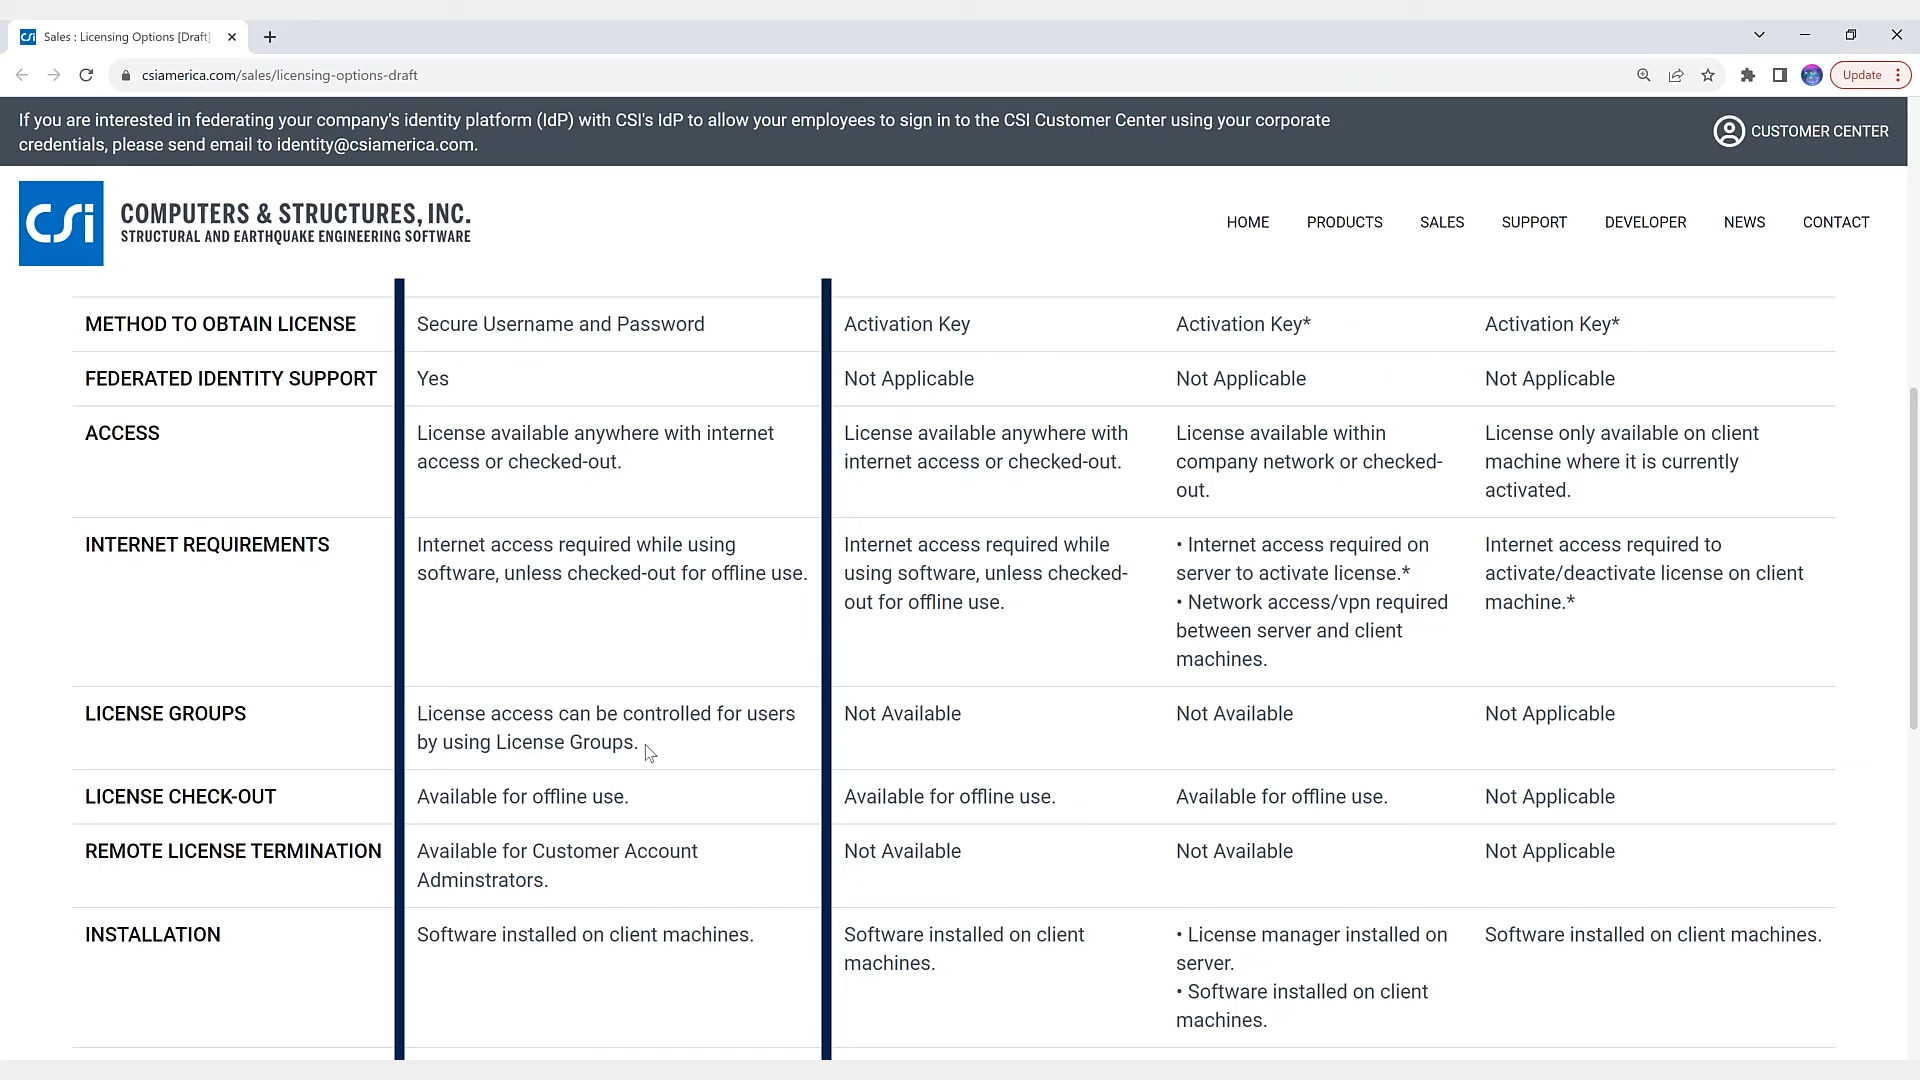 Sales : Licensing Options [Draft]
csiamerica.com/sales/licensing-options-draft
Update
If you are interested in federating your company's identity platform (IdP) with CSI's IdP to allow your employees to sign in to the CSI Customer Center using your corporate
credentials, please send email to identity@csiamerica.com.
CUSTOMER CENTER
CSi
COMPUTERS & STRUCTURES, INC.
STRUCTURAL AND EARTHQUAKE ENGINEERING SOFTWARE
HOME PRODUCTS SALES SUPPORT DEVELOPER NEWS CONTACT
METHOD TO OBTAIN LICENSE
Secure Username and Password
Activation Key
Activation Key*
Activation Key*
FEDERATED IDENTITY SUPPORT
Yes
Not Applicable
Not Applicable
Not Applicable
ACCESS
License available anywhere with internet
access or checked-out.
License available anywhere with
internet access or checked-out.
License available within
company network or checked-
out.
License only available on client
machine where it is currently
activated.
INTERNET REQUIREMENTS
Internet access required while using
software, unless checked-out for offline use.
Internet access required while
using software, unless checked-
out for offline use.
• Internet access required on
server to activate license.*
• Network access/vpn required
between server and client
machines.
Internet access required to
activate/deactivate license on client
machine.*
LICENSE GROUPS
License access can be controlled for users
by using License Groups.
Not Available
Not Available
Not Applicable
LICENSE CHECK-OUT
Available for offline use.
Available for offline use.
Available for offline use.
Not Applicable
REMOTE LICENSE TERMINATION
Available for Customer Account
Adminstrators.
Not Available
Not Available
Not Applicable
INSTALLATION
Software installed on client machines.
Software installed on client
machines.
• License manager installed on
server.
• Software installed on client
machines.
Software installed on client machines.